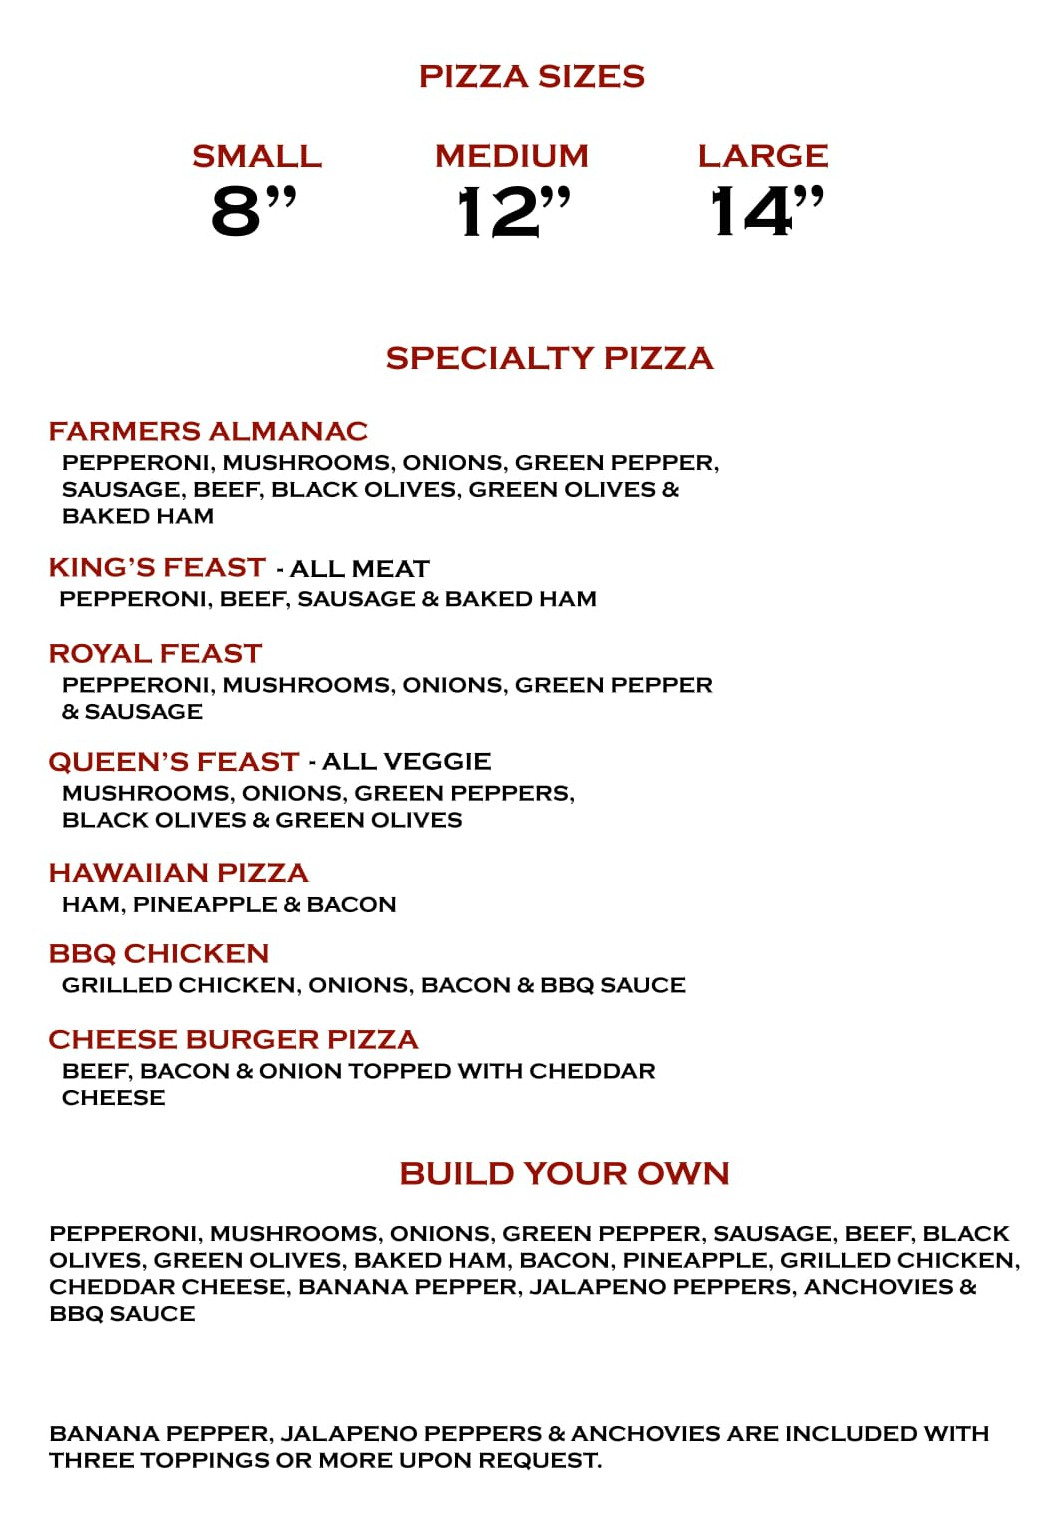 PIZZA SIZES
SMALL MEDIUM LARGE
8” 12” 14”
SPECIALTY PIZZA
FARMERS ALMANAC
PEPPERONI, MUSHROOMS, ONIONS, GREEN PEPPER,
SAUSAGE, BEEF, BLACK OLIVES, GREEN OLIVES &
BAKED HAM
KING’S FEAST - ALL MEAT
PEPPERONI, BEEF, SAUSAGE & BAKED HAM
ROYAL FEAST
PEPPERONI, MUSHROOMS, ONIONS, GREEN PEPPER
& SAUSAGE
QUEEN’S FEAST - ALL VEGGIE
MUSHROOMS, ONIONS, GREEN PEPPERS,
BLACK OLIVES & GREEN OLIVES
HAWAIIAN PIZZA
HAM, PINEAPPLE & BACON
BBQ CHICKEN
GRILLED CHICKEN, ONIONS, BACON & BBQ SAUCE
CHEESE BURGER PIZZA
BEEF, BACON & ONION TOPPED WITH CHEDDAR
CHEESE
BUILD YOUR OWN
PEPPERONI, MUSHROOMS, ONIONS, GREEN PEPPER, SAUSAGE, BEEF, BLACK
OLIVES, GREEN OLIVES, BAKED HAM, BACON, PINEAPPLE, GRILLED CHICKEN,
CHEDDAR CHEESE, BANANA PEPPER, JALAPENO PEPPERS, ANCHOVIES &
BBQ SAUCE
BANANA PEPPER, JALAPENO PEPPERS & ANCHOVIES ARE INCLUDED WITH
THREE TOPPINGS OR MORE UPON REQUEST.